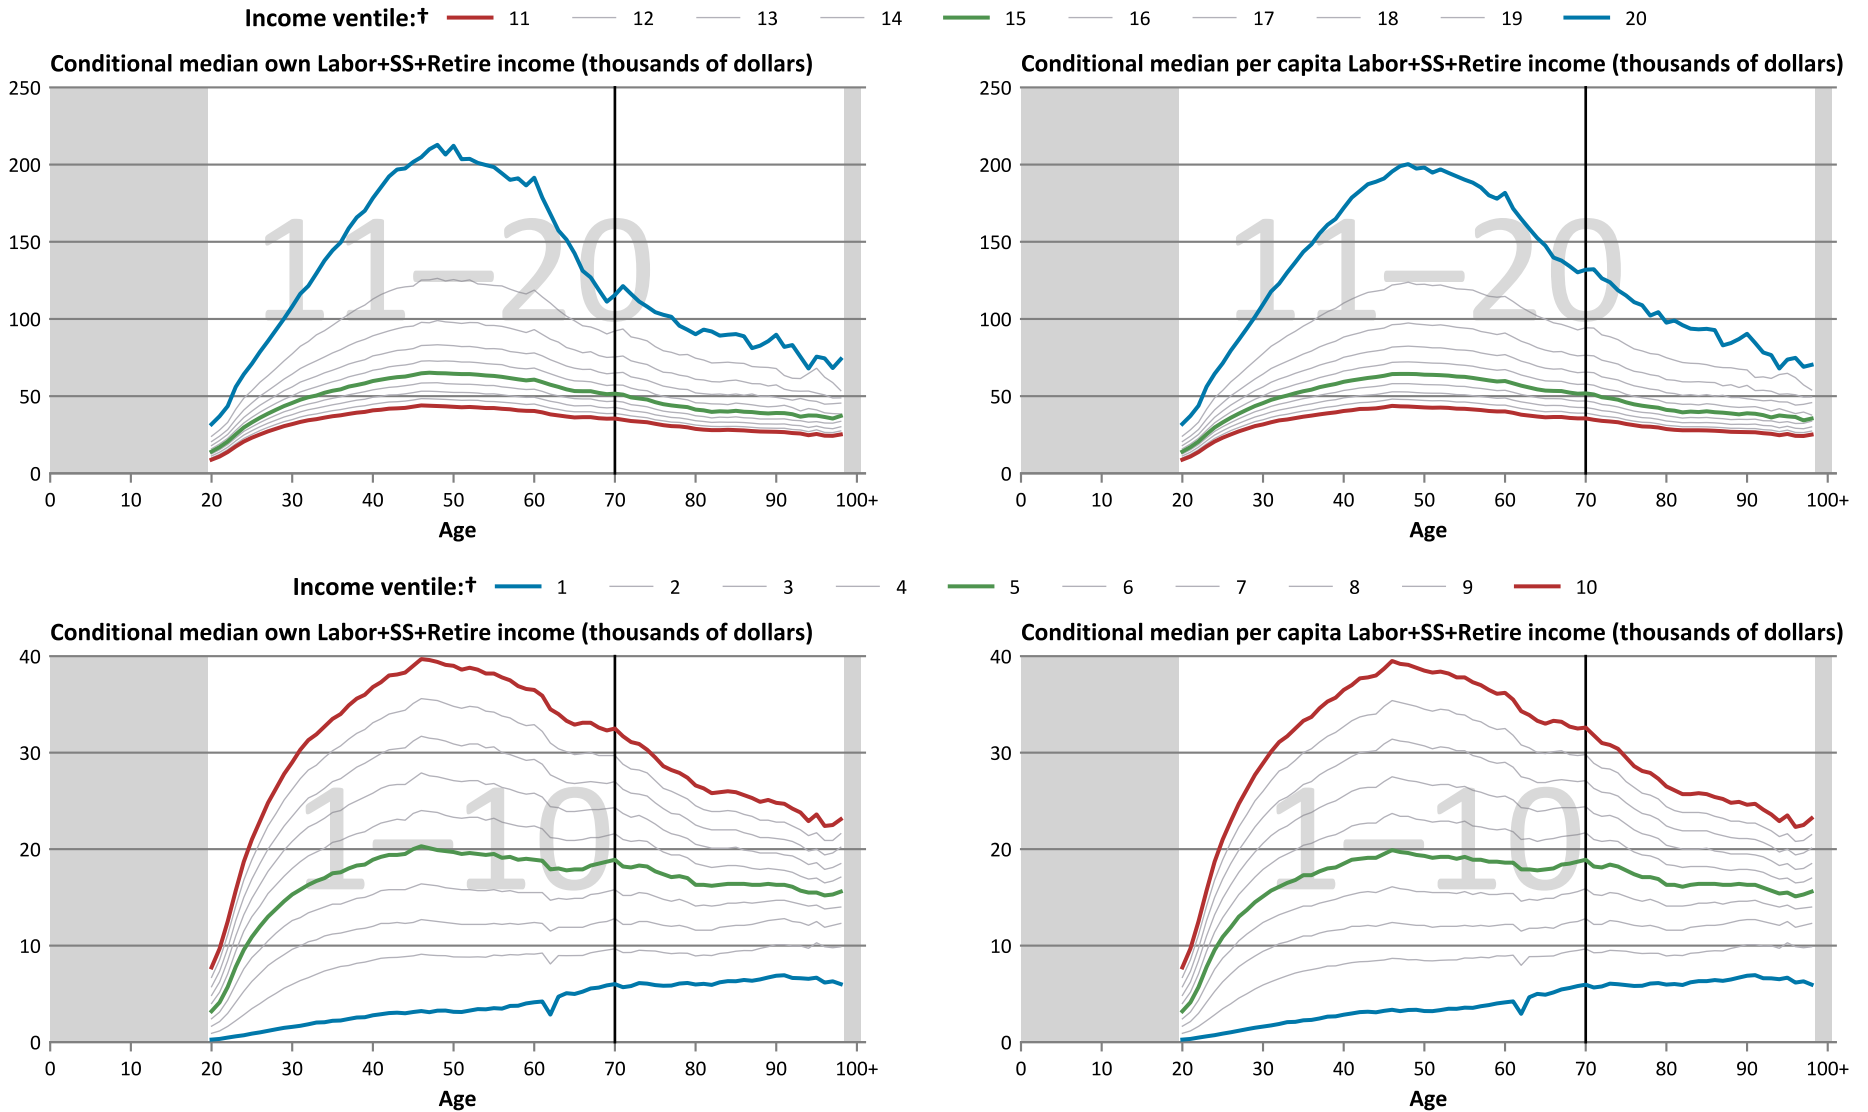 Income ventile:† 11 12 13 14 15 16 17 18 19 20
Conditional median own Labor+SS+Retire income (thousands of dollars)
Conditional median per capita Labor+SS+Retire income (thousands of dollars)
250
200
150
100
50
0
11–20
0 10 20 30 40 50 60 70 80 90 100+
Age
250
200
150
100
50
0
11–20
0 10 20 30 40 50 60 70 80 90 100+
Age
Income ventile:† 1 2 3 4 5 6 7 8 9 10
Conditional median own Labor+SS+Retire income (thousands of dollars)
Conditional median per capita Labor+SS+Retire income (thousands of dollars)
40
30
20
10
0
1–10
0 10 20 30 40 50 60 70 80 90 100+
Age
40
30
20
10
0
1–10
0 10 20 30 40 50 60 70 80 90 100+
Age